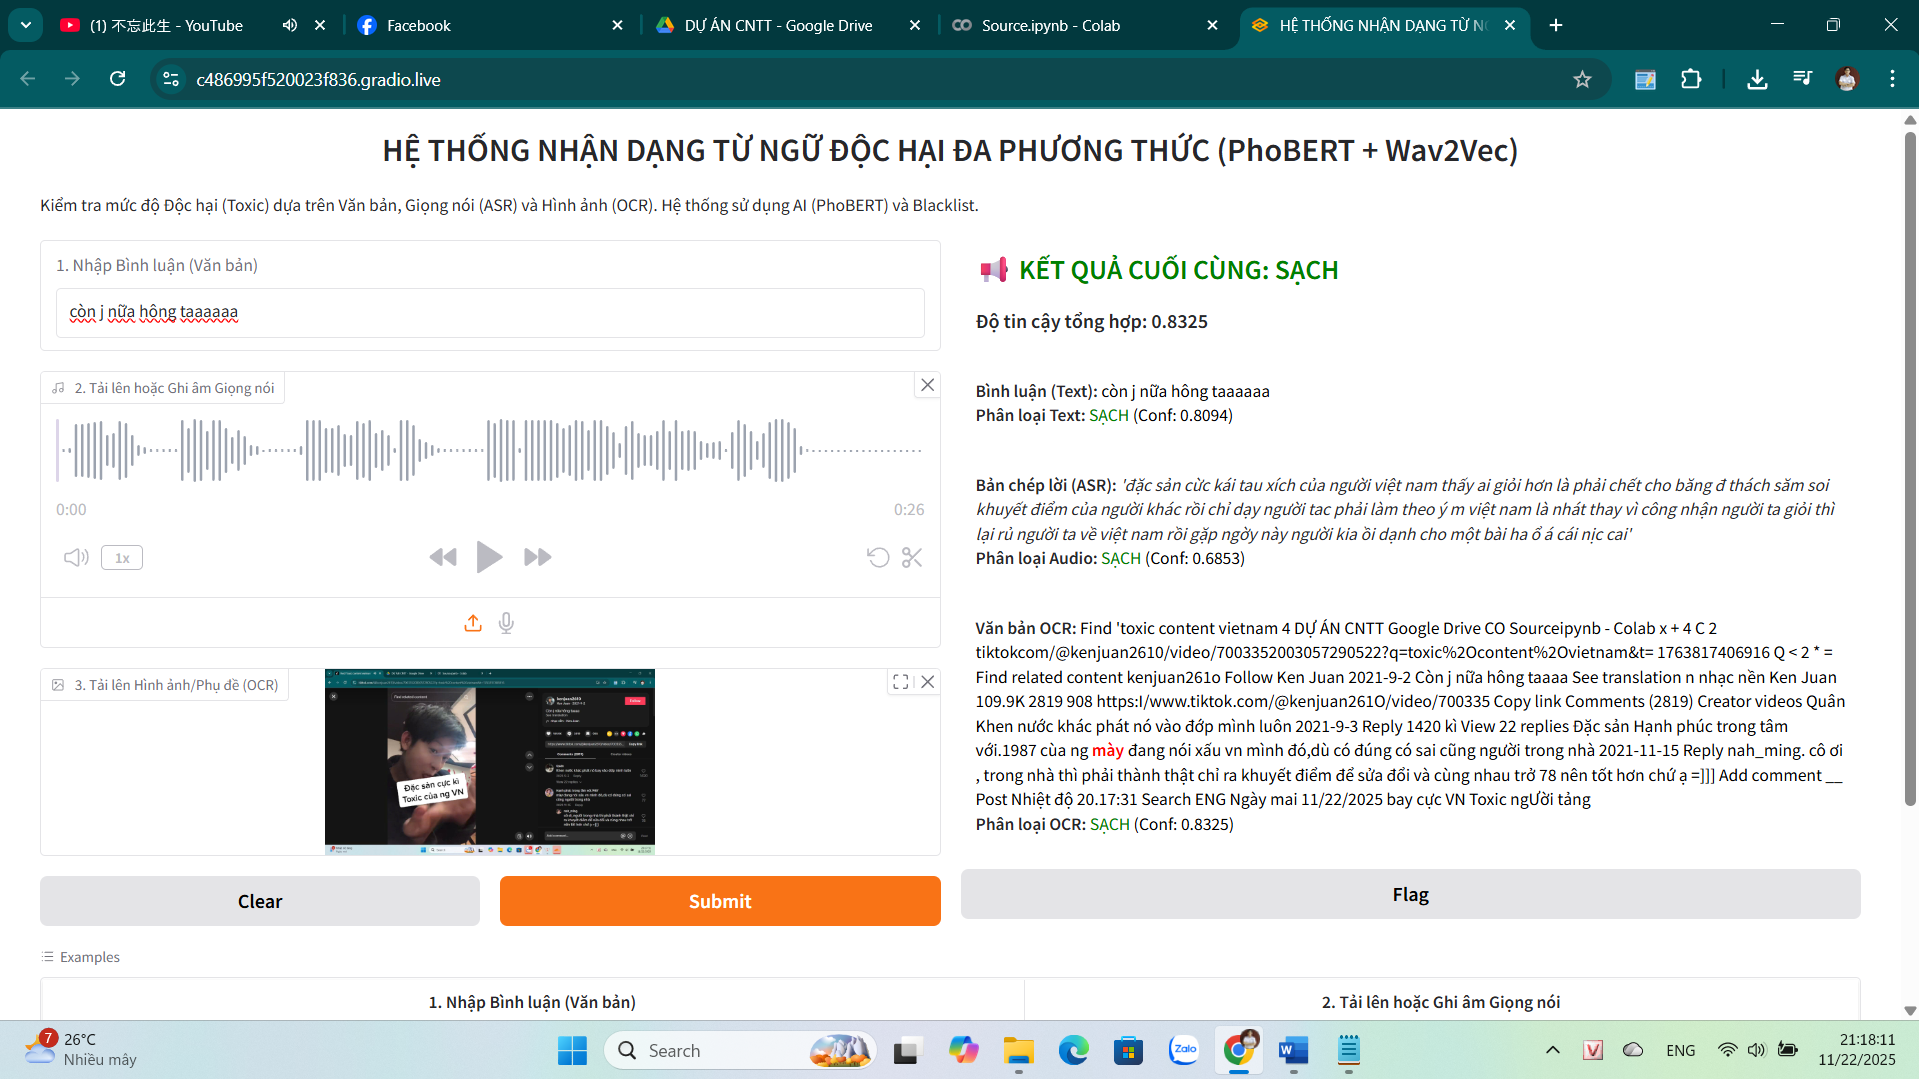 (1) 不忘此生 - YouTube
Facebook
DỰ ÁN CNTT - Google Drive
Source.ipynb - Colab
HỆ THỐNG NHẬN DẠNG TỪ N
c486995f520023f836.gradio.live
HỆ THỐNG NHẬN DẠNG TỪ NGỮ ĐỘC HẠI ĐA PHƯƠNG THỨC (PhoBERT + Wav2Vec)
Kiểm tra mức độ Độc hại (Toxic) dựa trên Văn bản, Giọng nói (ASR) và Hình ảnh (OCR). Hệ thống sử dụng AI (PhoBERT) và Blacklist.
1. Nhập Bình luận (Văn bản)
còn j nữa hông taaaaaa
2. Tải lên hoặc Ghi âm Giọng nói
0:00
0:26
1x
3. Tải lên Hình ảnh/Phụ đề (OCR)
Đặc sản cực kì
Toxic của ng VN
Clear
Submit
KẾT QUẢ CUỐI CÙNG: SẠCH
Độ tin cậy tổng hợp: 0.8325
Bình luận (Text): còn j nữa hông taaaaaa
Phân loại Text: SẠCH (Conf: 0.8094)
Bản chép lời (ASR): 'đặc sản cừc kái tau xích của người việt nam thấy ai giỏi hơn là phải chết cho băng đ thách săm soi
khuyết điểm của người khác rồi chỉ dạy người tac phải làm theo ý m việt nam là nhát thay vì công nhận người ta giỏi thì
lại rủ người ta về việt nam rồi gặp ngờy này người kia ồi dạnh cho một bài ha ổ á cái nịc cai'
Phân loại Audio: SẠCH (Conf: 0.6853)
Văn bản OCR: Find 'toxic content vietnam 4 DỰ ÁN CNTT Google Drive CO Sourceipynb - Colab x + 4 C 2
tiktokcom/@kenjuan2610/video/7003352003057290522?q=toxic%2Ocontent%2Ovietnam&t= 1763817406916 Q < 2 * =
Find related content kenjuan261o Follow Ken Juan 2021-9-2 Còn j nữa hông taaaa See translation n nhạc nền Ken Juan
109.9K 2819 908 https:l/www.tiktok.com/@kenjuan261O/video/700335 Copy link Comments (2819) Creator videos Quân
Khen nước khác phát nó vào đớp mình luôn 2021-9-3 Reply 1420 kì View 22 replies Đặc sản Hạnh phúc trong tâm
với.1987 cùa ng mày đang nói xấu vn mình đó,dù có đúng có sai cũng người trong nhà 2021-11-15 Reply nah_ming. cô ơi
, trong nhà thì phải thành thật chỉ ra khuyết điểm để sửa đổi và cùng nhau trở 78 nên tốt hơn chứ ạ =]]] Add comment __
Post Nhiệt độ 20.17:31 Search ENG Ngày mai 11/22/2025 bay cực VN Toxic ngƯời tảng
Phân loại OCR: SẠCH (Conf: 0.8325)
Flag
Examples
1. Nhập Bình luận (Văn bản)
2. Tải lên hoặc Ghi âm Giọng nói
7
26°C
Nhiều mây
Search
Zalo
ENG
21:18:11
11/22/2025